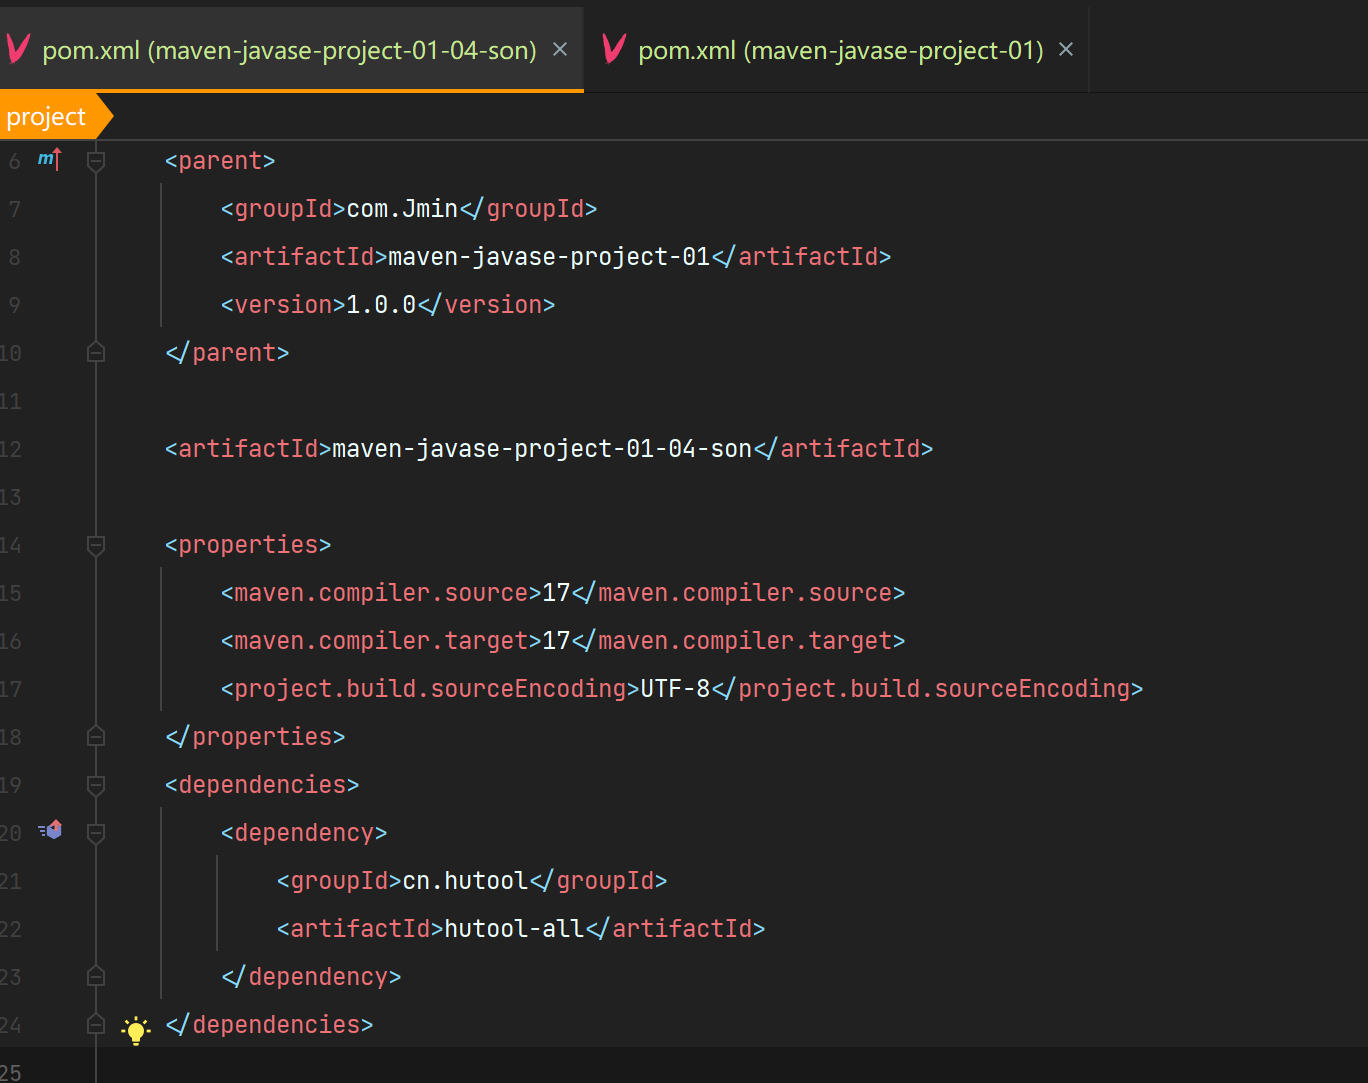 pom.xml (maven-javase-project-01-04-son) × pom.xml (maven-javase-project-01) ×
project
6 m <parent>
7 <groupId>com.Jmin</groupId>
8 <artifactId>maven-javase-project-01</artifactId>
9 <version>1.0.0</version>
10 </parent>
11
12 <artifactId>maven-javase-project-01-04-son</artifactId>
13
14 <properties>
15 <maven.compiler.source>17</maven.compiler.source>
16 <maven.compiler.target>17</maven.compiler.target>
17 <project.build.sourceEncoding>UTF-8</project.build.sourceEncoding>
18 </properties>
19 <dependencies>
20 <dependency>
21 <groupId>cn.hutool</groupId>
22 <artifactId>hutool-all</artifactId>
23 </dependency>
24 </dependencies>
25